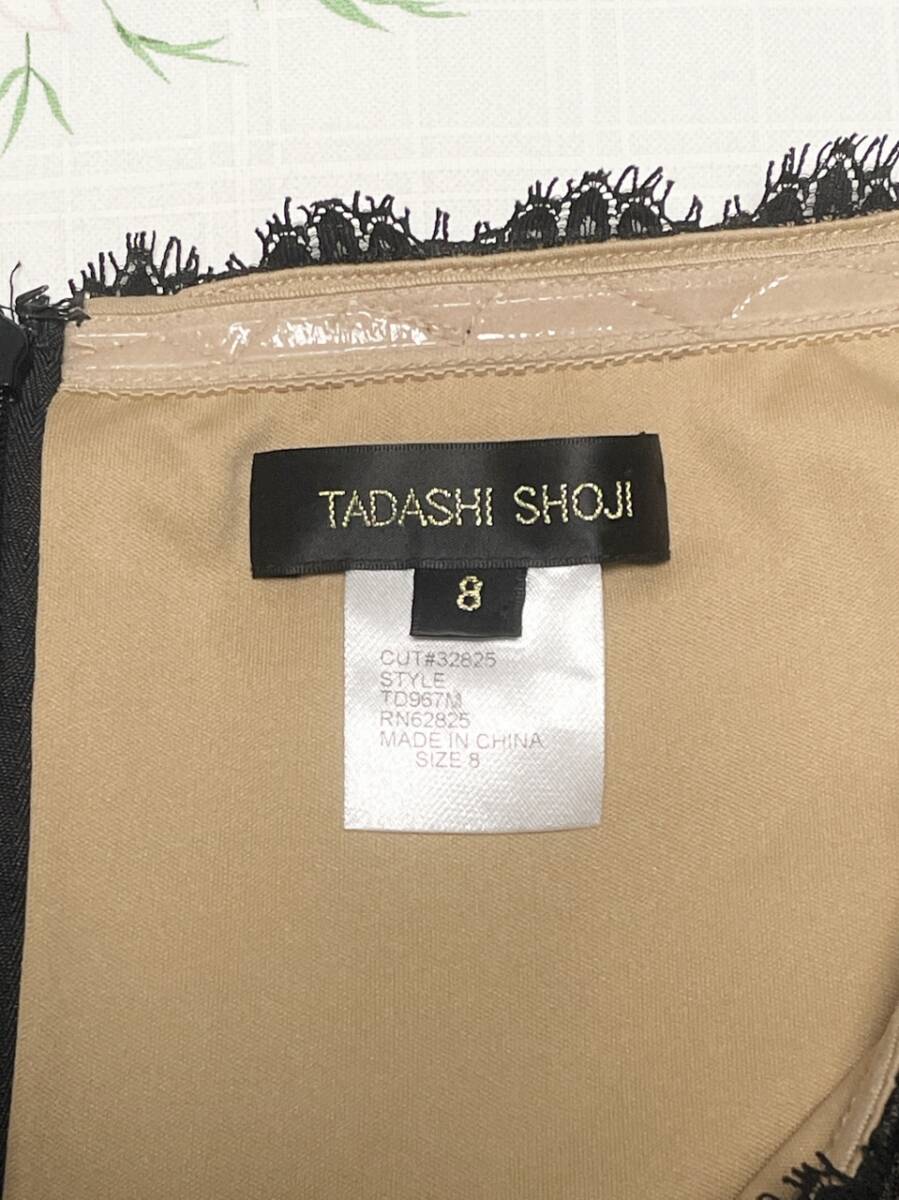 TADASHI SHOJI
8
CUT#32825
STYLE
TD967M
RN62825
MADE IN CHINA
SIZE 8